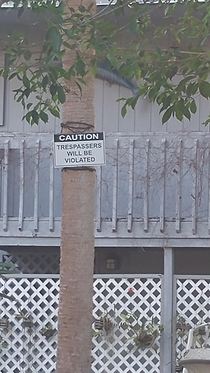 CAUTION
TRESPASSERS
WILL BE
VIOLATED